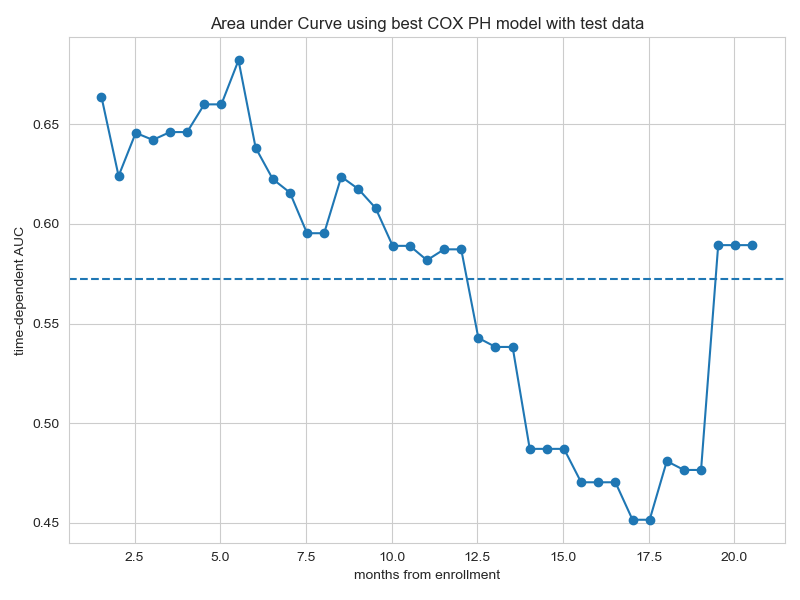 Area under Curve using best COX PH model with test data
time-dependent AUC
0.65
0.60
0.55
0.50
0.45
2.5 5.0 7.5 10.0 12.5 15.0 17.5 20.0
months from enrollment